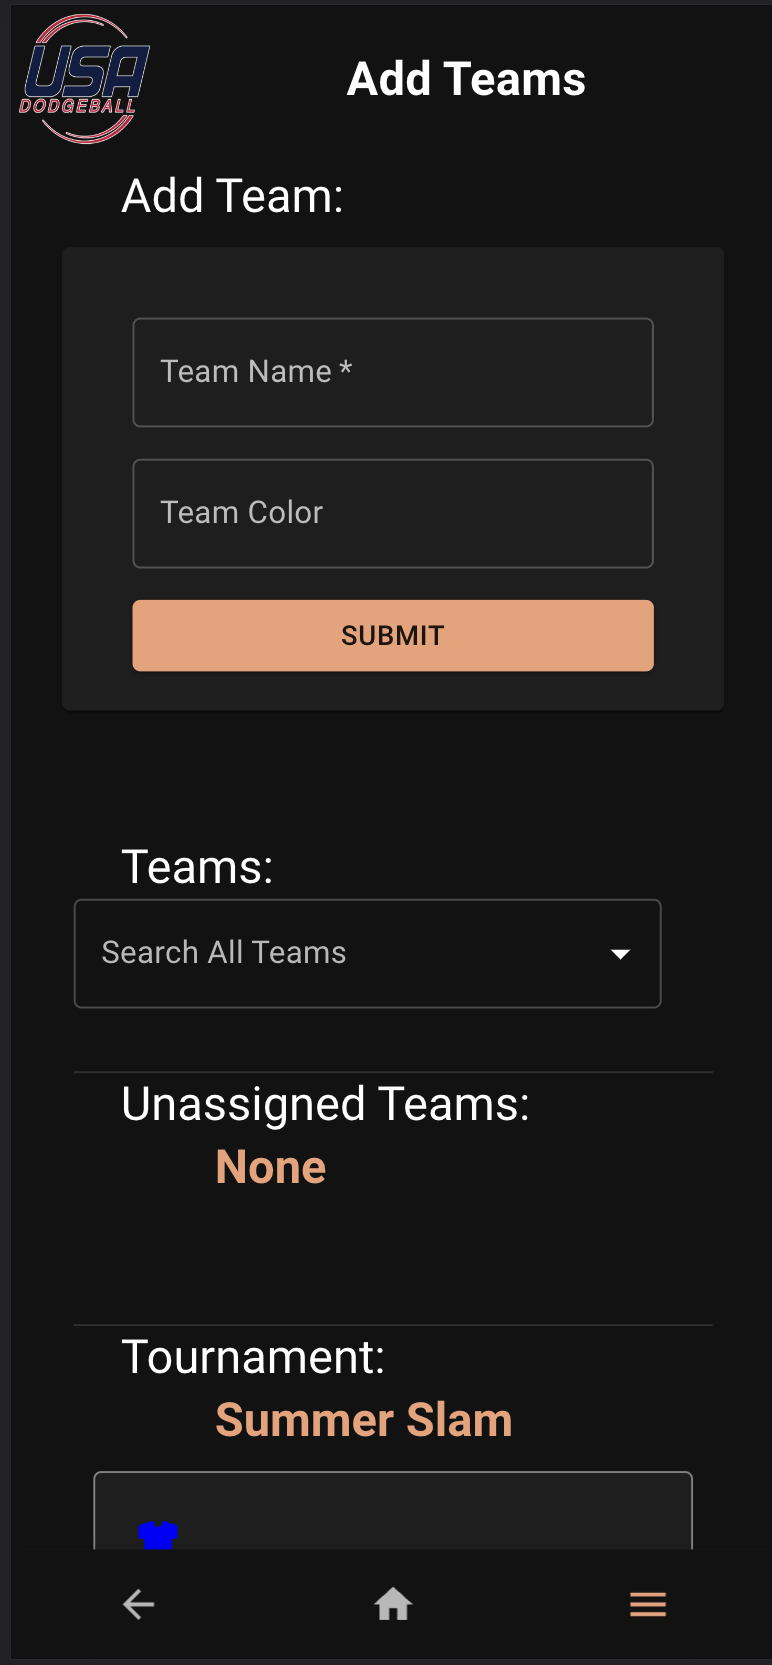 USA
DODGEBALL
Add Teams
Add Team:
Team Name *
Team Color
SUBMIT
Teams:
Search All Teams
Unassigned Teams:
None
Tournament:
Summer Slam